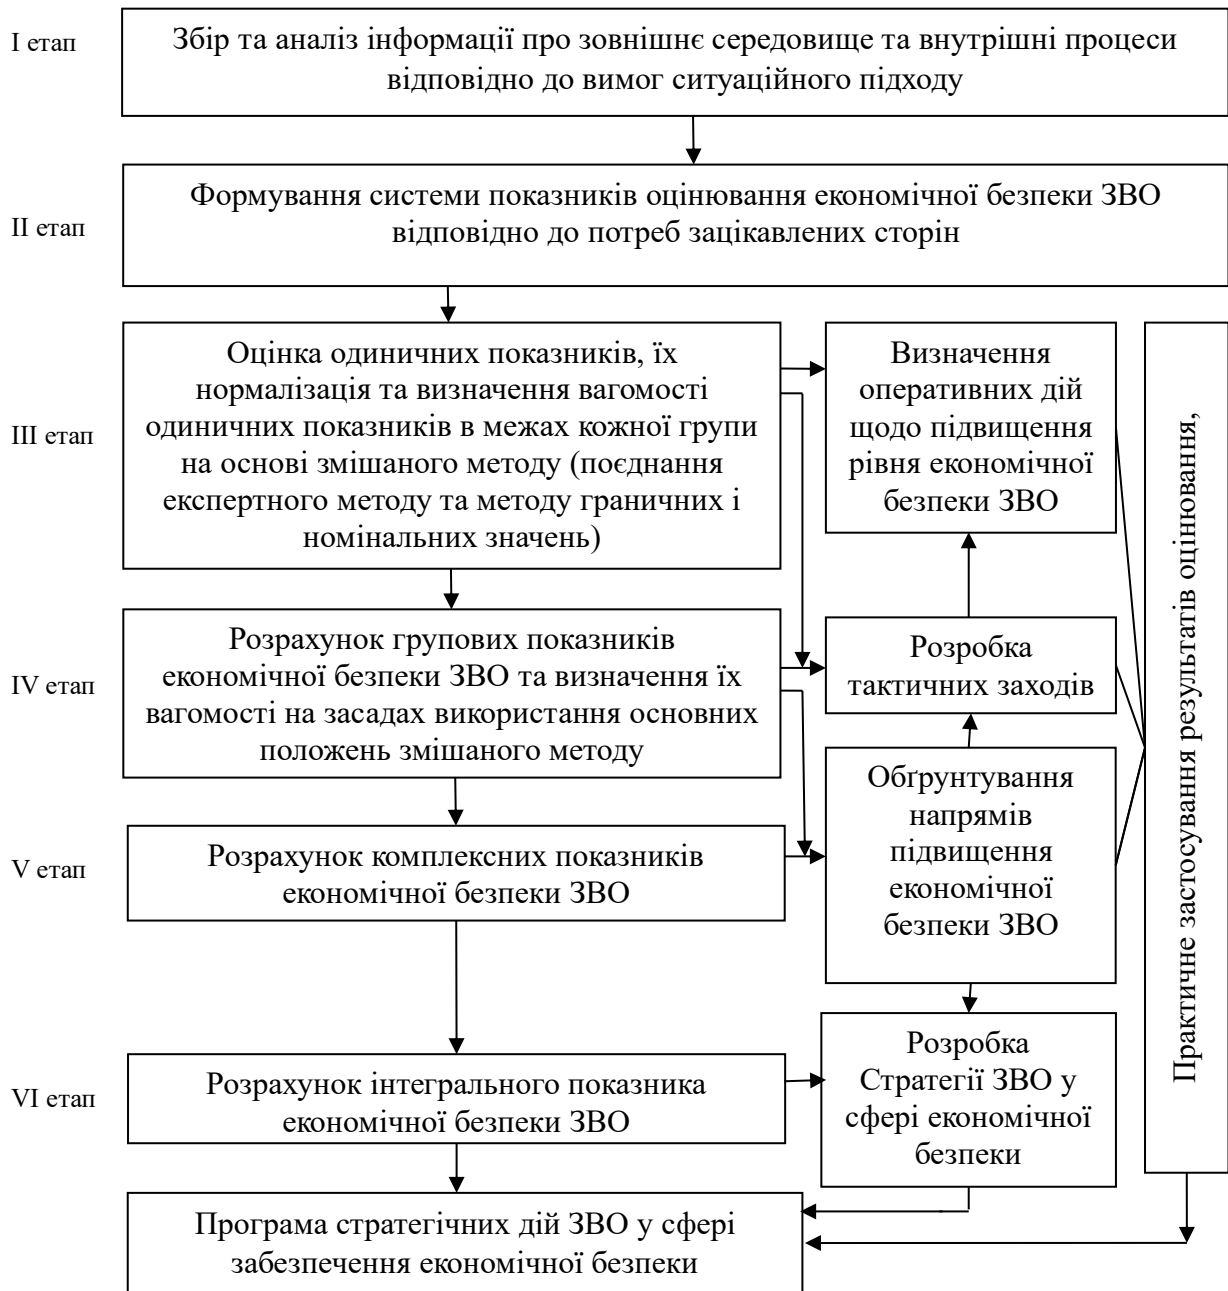 І етап
Збір та аналіз інформації про зовнішнє середовище та внутрішні процеси
відповідно до вимог ситуаційного підходу
ІІ етап
Формування системи показників оцінювання економічної безпеки ЗВО
відповідно до потреб зацікавлених сторін
ІІІ етап
Оцінка одиничних показників, їх
нормалізація та визначення вагомості
одиничних показників в межах кожної групи
на основі змішаного методу (поєднання
експертного методу та методу граничних і
номінальних значень)
Визначення
оперативних дій
щодо підвищення
рівня економічної
безпеки ЗВО
IV етап
Розрахунок групових показників
економічної безпеки ЗВО та визначення їх
вагомості на засадах використання основних
положень змішаного методу
Розробка
тактичних заходів
V етап
Розрахунок комплексних показників
економічної безпеки ЗВО
Обґрунтування
напрямів
підвищення
економічної
безпеки ЗВО
VI етап
Розрахунок інтегрального показника
економічної безпеки ЗВО
Розробка
Стратегії ЗВО у
сфері економічної
безпеки
Програма стратегічних дій ЗВО у сфері
забезпечення економічної безпеки
Практичне застосування результатів оцінювання,